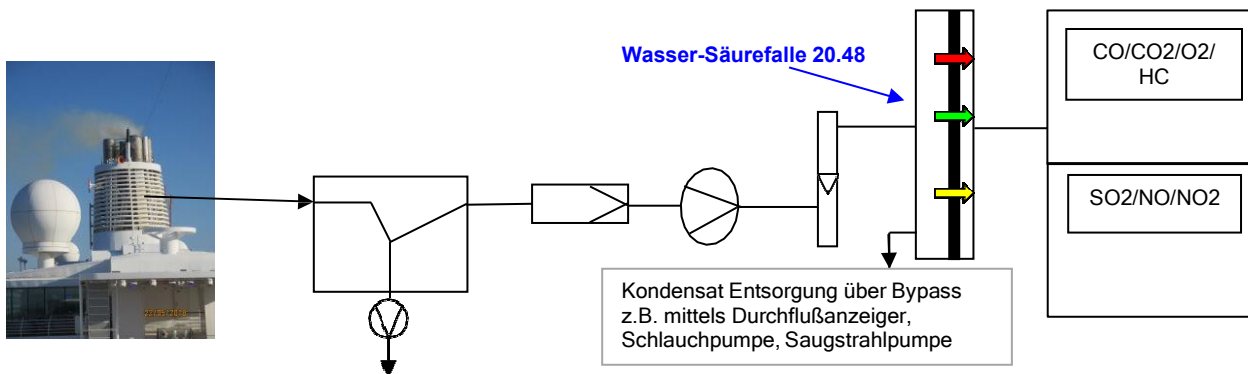 Wasser-Säurefalle 20.48
CO/CO2/O2/
HC
SO2/NO/NO2
Kondensat Entsorgung über Bypass
z.B. mittels Durchflußanzeiger,
Schlauchpumpe, Saugstrahlpumpe